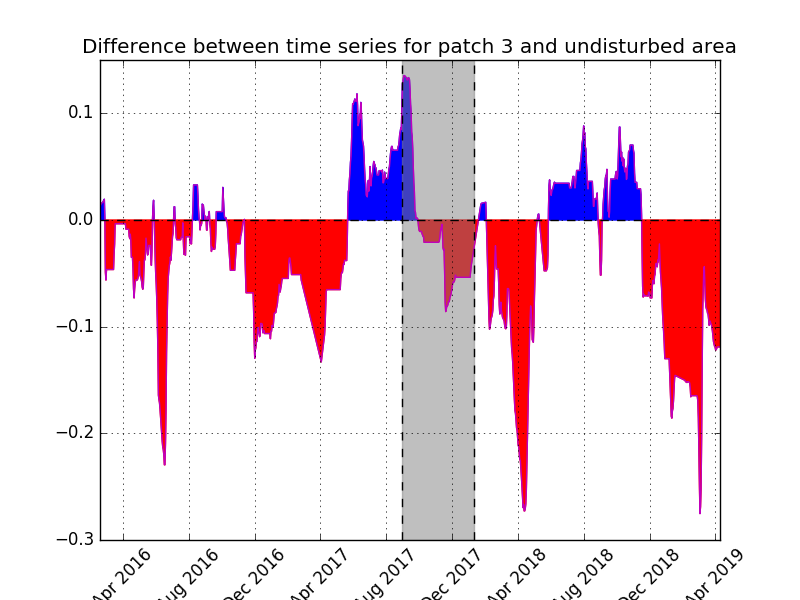 Difference between time series for patch 3 and undisturbed area
0.1
0.0
−0.1
−0.2
−0.3
Apr 2016
Aug 2016
Dec 2016
Apr 2017
Aug 2017
Dec 2017
Apr 2018
Aug 2018
Dec 2018
Apr 2019